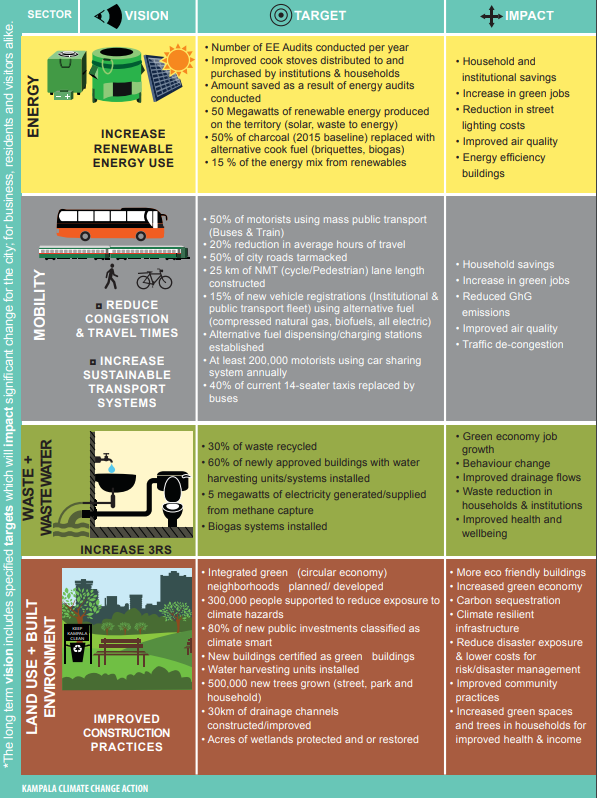 SECTOR
VISION
TARGET
IMPACT
*The long term vision includes specified targets which will impact significant change for the city; for business, residents and visitors alike.
ENERGY
INCREASE
RENEWABLE
ENERGY USE
• Number of EE Audits conducted per year
• Improved cook stoves distributed to and
purchased by institutions & households
• Amount saved as a result of energy audits
conducted
• 50 Megawatts of renewable energy produced
on the territory (solar, waste to energy)
• 50% of charcoal (2015 baseline) replaced with
alternative cook fuel (briquettes, biogas)
• 15 % of the energy mix from renewables
• Household and
institutional savings
• Increase in green jobs
• Reduction in street
lighting costs
• Improved air quality
• Energy efficiency
buildings
MOBILITY
REDUCE
CONGESTION
& TRAVEL TIMES
INCREASE
SUSTAINABLE
TRANSPORT
SYSTEMS
• 50% of motorists using mass public transport
(Buses & Train)
• 20% reduction in average hours of travel
• 50% of city roads tarmacked
• 25 km of NMT (cycle/Pedestrian) lane length
constructed
• 15% of new vehicle registrations (Institutional &
public transport fleet) using alternative fuel
(compressed natural gas, biofuels, all electric)
• Alternative fuel dispensing/charging stations
established
• At least 200,000 motorists using car sharing
system annually
• 40% of current 14-seater taxis replaced by
buses
• Household savings
• Increase in green jobs
• Reduced GhG
emissions
• Improved air quality
• Traffic de-congestion
WASTE +
WASTE WATER
INCREASE 3RS
• 30% of waste recycled
• 60% of newly approved buildings with water
harvesting units/systems installed
• 5 megawatts of electricity generated/supplied
from methane capture
• Biogas systems installed
• Green economy job
growth
• Behaviour change
• Improved drainage flows
• Waste reduction in
households & institutions
• Improved health and
wellbeing
LAND USE + BUILT
ENVIRONMENT
KEEP
KAMPALA
CLEAN
IMPROVED
CONSTRUCTION
PRACTICES
• Integrated green (circular economy)
neighborhoods planned/ developed
• 300,000 people supported to reduce exposure to
climate hazards
• 80% of new public investments classified as
climate smart
• New buildings certified as green buildings
• Water harvesting units installed
• 500,000 new trees grown (street, park and
household)
• 30km of drainage channels
constructed/improved
• Acres of wetlands protected and or restored
• More eco friendly buildings
• Increased green economy
• Carbon sequestration
• Climate resilient
infrastructure
• Reduce disaster exposure
& lower costs for
risk/disaster management
• Improved community
practices
• Increased green spaces
and trees in households for
improved health & income
KAMPALA CLIMATE CHANGE ACTION